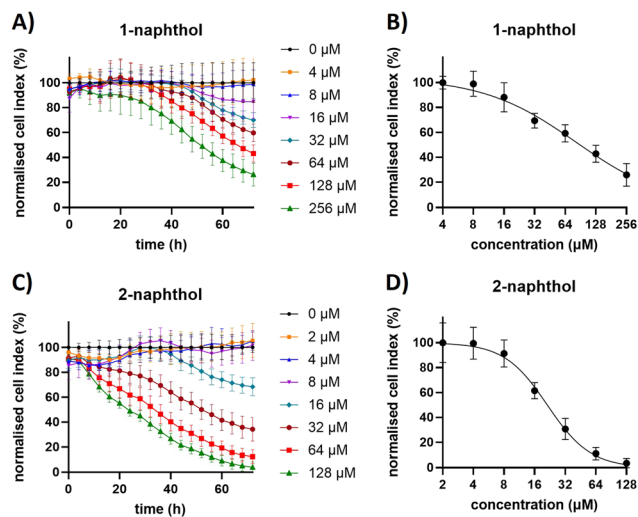 A)
1-naphthol
normalised cell index (%)
100
80
60
40
20
0
0
20
40
60
time (h)
0 µM
4 µM
8 µM
16 µM
32 µM
64 µM
128 µM
256 µM
B)
1-naphthol
normalised cell index (%)
100
80
60
40
20
0
4
8
16
32
64
128
256
concentration (µM)
C)
2-naphthol
normalised cell index (%)
100
80
60
40
20
0
0
20
40
60
time (h)
0 µM
2 µM
4 µM
8 µM
16 µM
32 µM
64 µM
128 µM
D)
2-naphthol
normalised cell index (%)
100
80
60
40
20
0
2
4
8
16
32
64
128
concentration (µM)